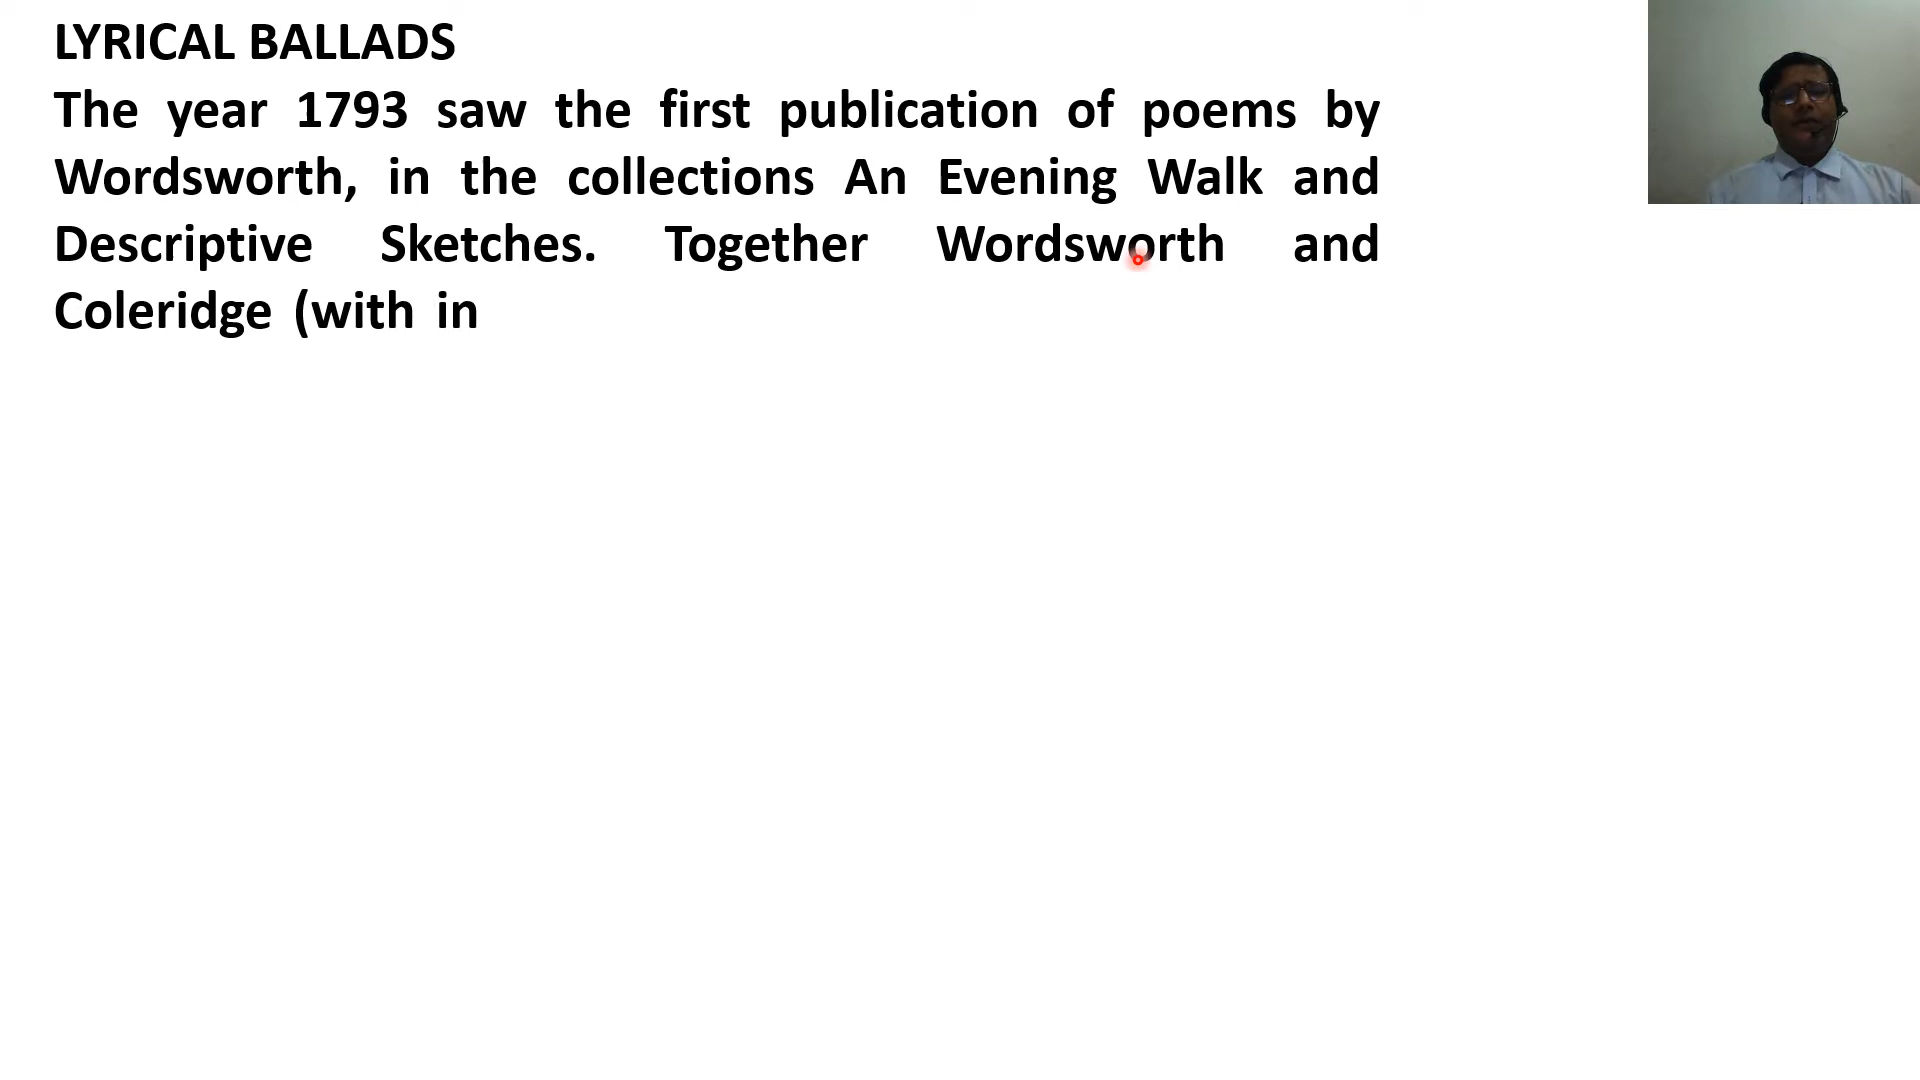 LYRICAL BALLADS
The year 1793 saw the first publication of poems by
Wordsworth, in the collections An Evening Walk and
Descriptive Sketches. Together Wordsworth and
Coleridge (with in